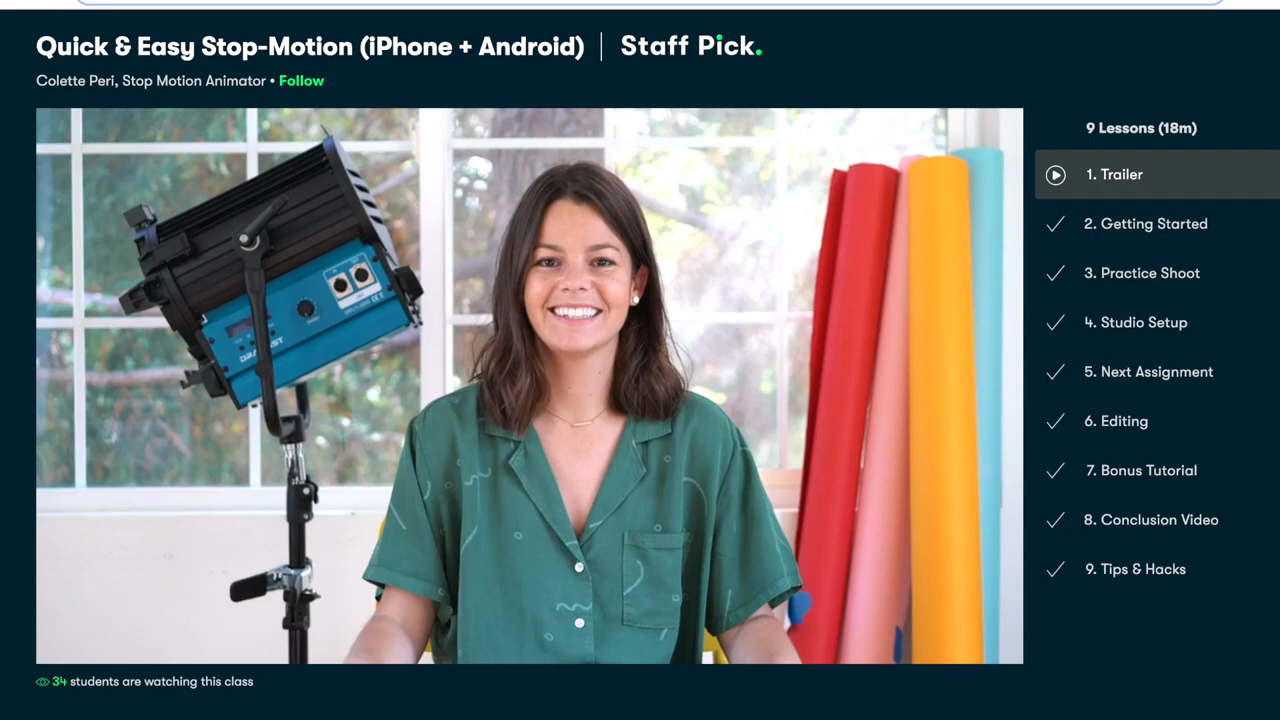 Quick & Easy Stop-Motion (iPhone + Android) | Staff Pick.
Colette Peri, Stop Motion Animator • Follow
9 Lessons (18m)
1. Trailer
2. Getting Started
3. Practice Shoot
4. Studio Setup
5. Next Assignment
6. Editing
7. Bonus Tutorial
8. Conclusion Video
9. Tips & Hacks
DRACAST
34 students are watching this class